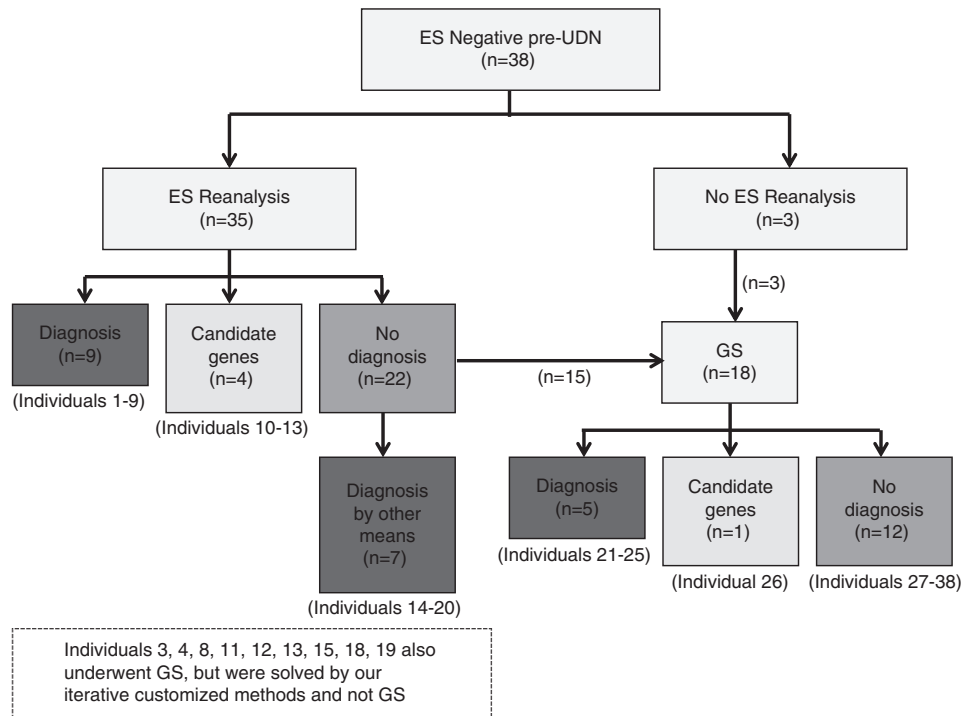 ES Negative pre-UDN
(n=38)
ES Reanalysis
(n=35)
No ES Reanalysis
(n=3)
(n=3)
Diagnosis
(n=9)
(Individuals 1-9)
Candidate
genes
(n=4)
(Individuals 10-13)
No
diagnosis
(n=22)
(n=15)
GS
(n=18)
Diagnosis
by other
means
(n=7)
(Individuals 14-20)
Diagnosis
(n=5)
(Individuals 21-25)
Candidate
genes
(n=1)
(Individual 26)
No
diagnosis
(n=12)
(Individuals 27-38)
Individuals 3, 4, 8, 11, 12, 13, 15, 18, 19 also
underwent GS, but were solved by our
iterative customized methods and not GS